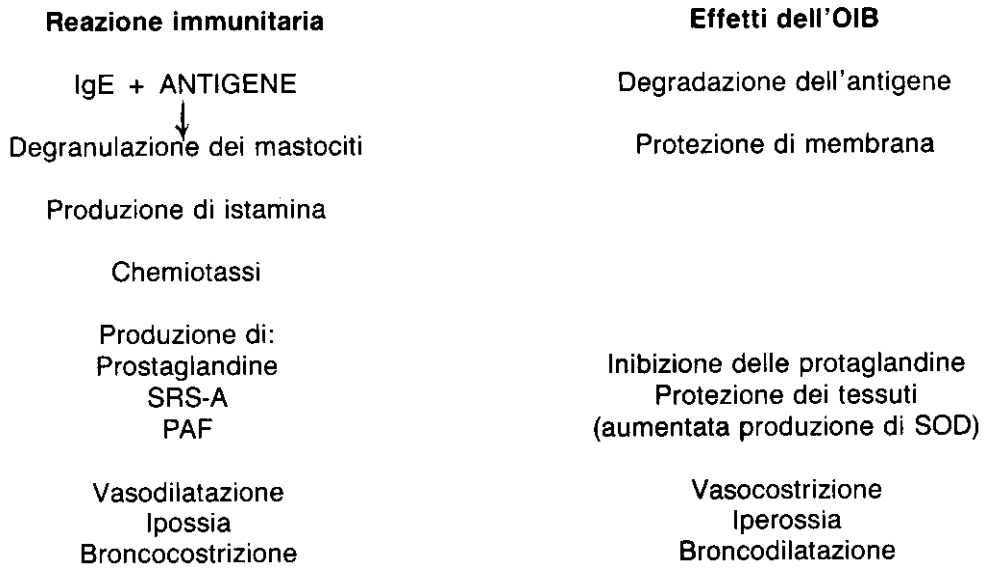 Reazione immunitaria
Effetti dell'OIB
IgE + ANTIGENE
Degradazione dell'antigene
Degranulazione dei mastociti
Protezione di membrana
Produzione di istamina
Chemiotassi
Produzione di:
Prostaglandine
Inibizione delle protaglandine
SRS-A
Protezione dei tessuti
PAF
(aumentata produzione di SOD)
Vasodilatazione
Vasocostrizione
Ipossia
Iperossia
Broncocostrizione
Broncodilatazione